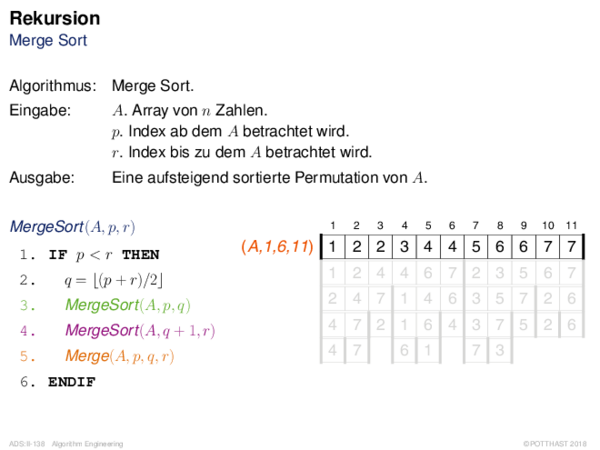 Rekursion
Merge Sort
Algorithmus: Merge Sort.
Eingabe: A. Array von n Zahlen.
p. Index ab dem A betrachtet wird.
r. Index bis zu dem A betrachtet wird.
Ausgabe: Eine aufsteigend sortierte Permutation von A.
MergeSort(A, p, r)
1. IF p < r THEN
2. q = ⌊(p + r)/2⌋
3. MergeSort(A, p, q)
4. MergeSort(A, q + 1, r)
5. Merge(A, p, q, r)
6. ENDIF
1 2 3 4 5 6 7 8 9 10 11
(A,1,6,11) 1 2 2 3 4 4 5 6 6 7 7
1 2 4 4 6 7 2 3 5 6 7
2 4 7 1 4 6 3 5 7 2 6
4 7 2 1 6 4 3 7 5 2 6
4 7 6 1 7 3
ADS:9-138 Algorithm Engineering © POTTHAST 2018